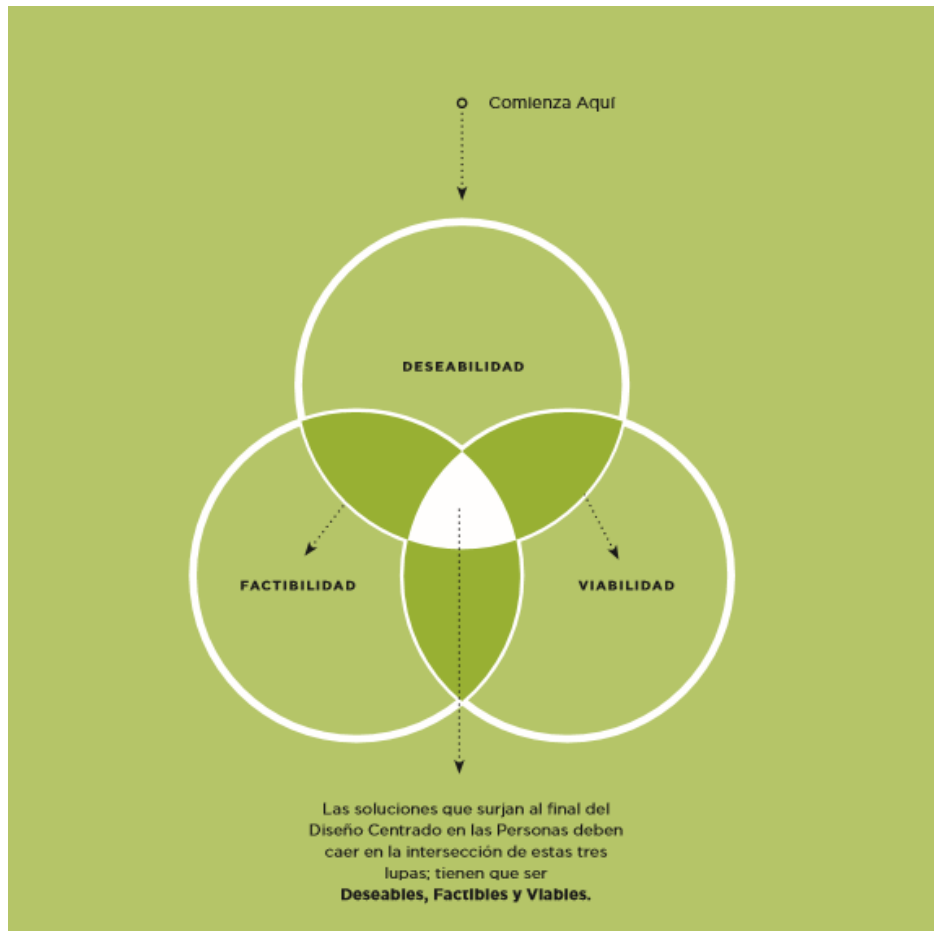 Comienza Aquí
DESEABILIDAD
FACTIBILIDAD
VIABILIDAD
Las soluciones que surjan al final del
Diseño Centrado en las Personas deben
caer en la intersección de estas tres
lupas; tienen que ser
Deseables, Factibles y Viables.